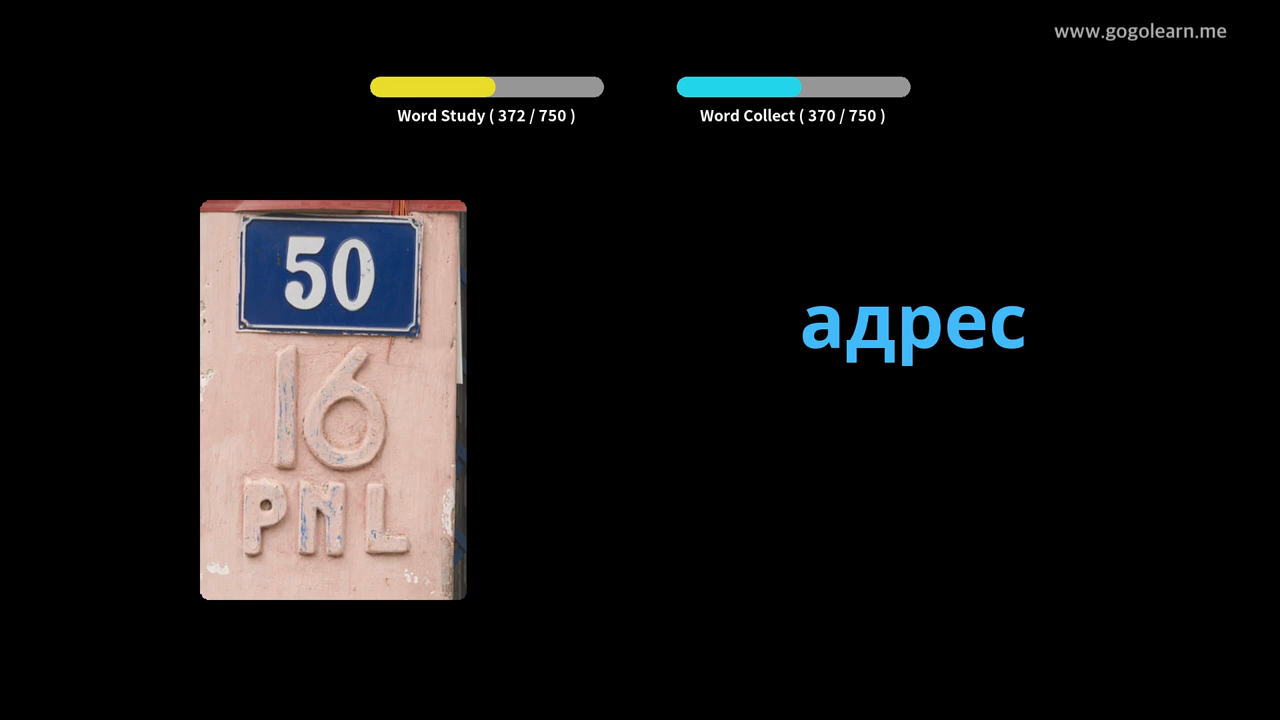 www.gogolearn.me
Word Study ( 372 / 750 )
Word Collect ( 370 / 750 )
50
16
PNL
адрес